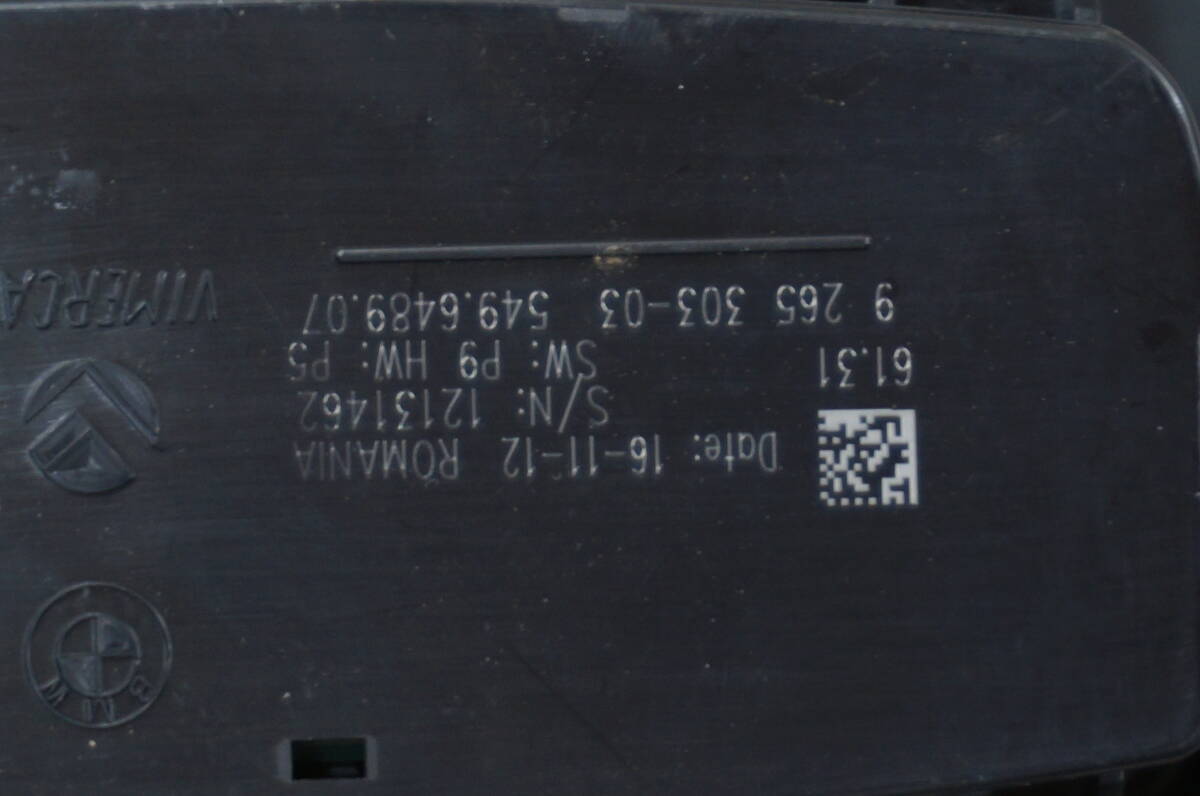 BMW
Date: 16-11-12 ROMANIA
S/N: 12131462
61.31 SW: P9 HW: P5
9 265 303-03 549.6489.07